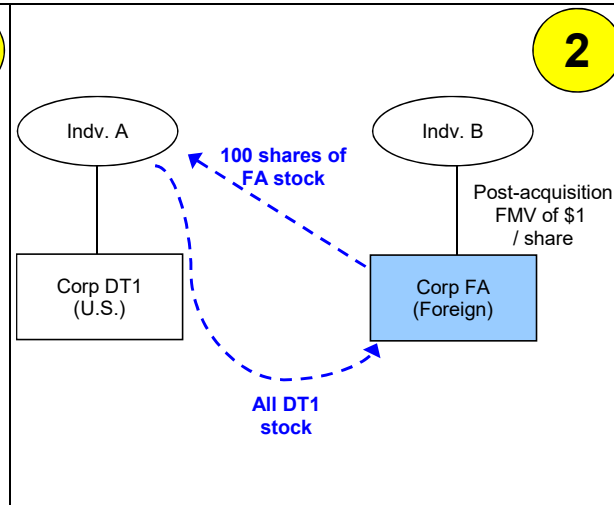 2
Indv. A
Indv. B
100 shares of
FA stock
Post-acquisition
FMV of $1
/ share
Corp DT1
(U.S.)
Corp FA
(Foreign)
All DT1
stock